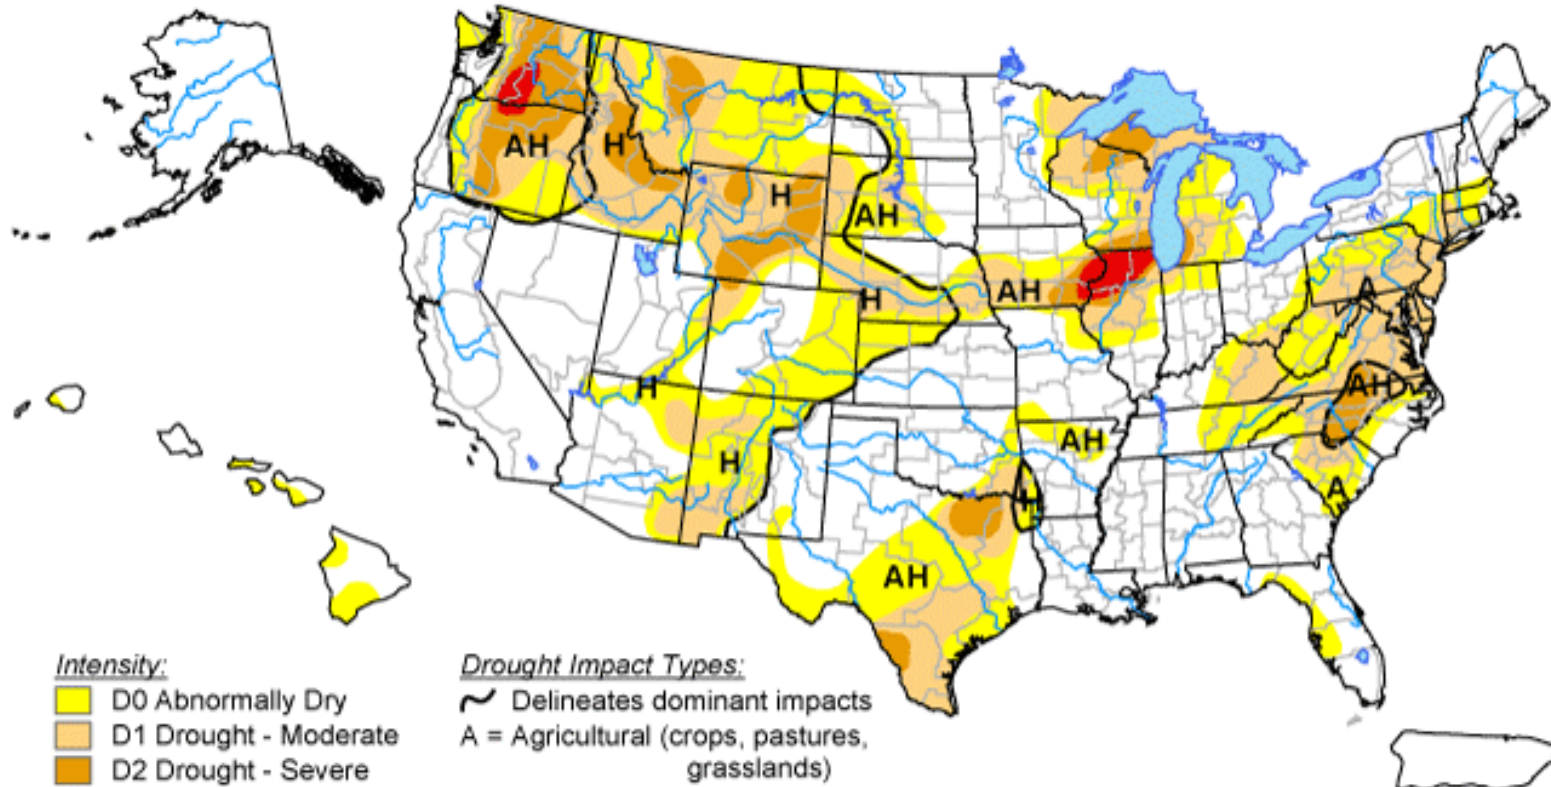 AH
H
H
AH
H
AH
A
H
AH
AH
H
A
H
AH
Intensity:
D0 Abnormally Dry
D1 Drought - Moderate
D2 Drought - Severe
Drought Impact Types:
Delineates dominant impacts
A = Agricultural (crops, pastures,
grasslands)